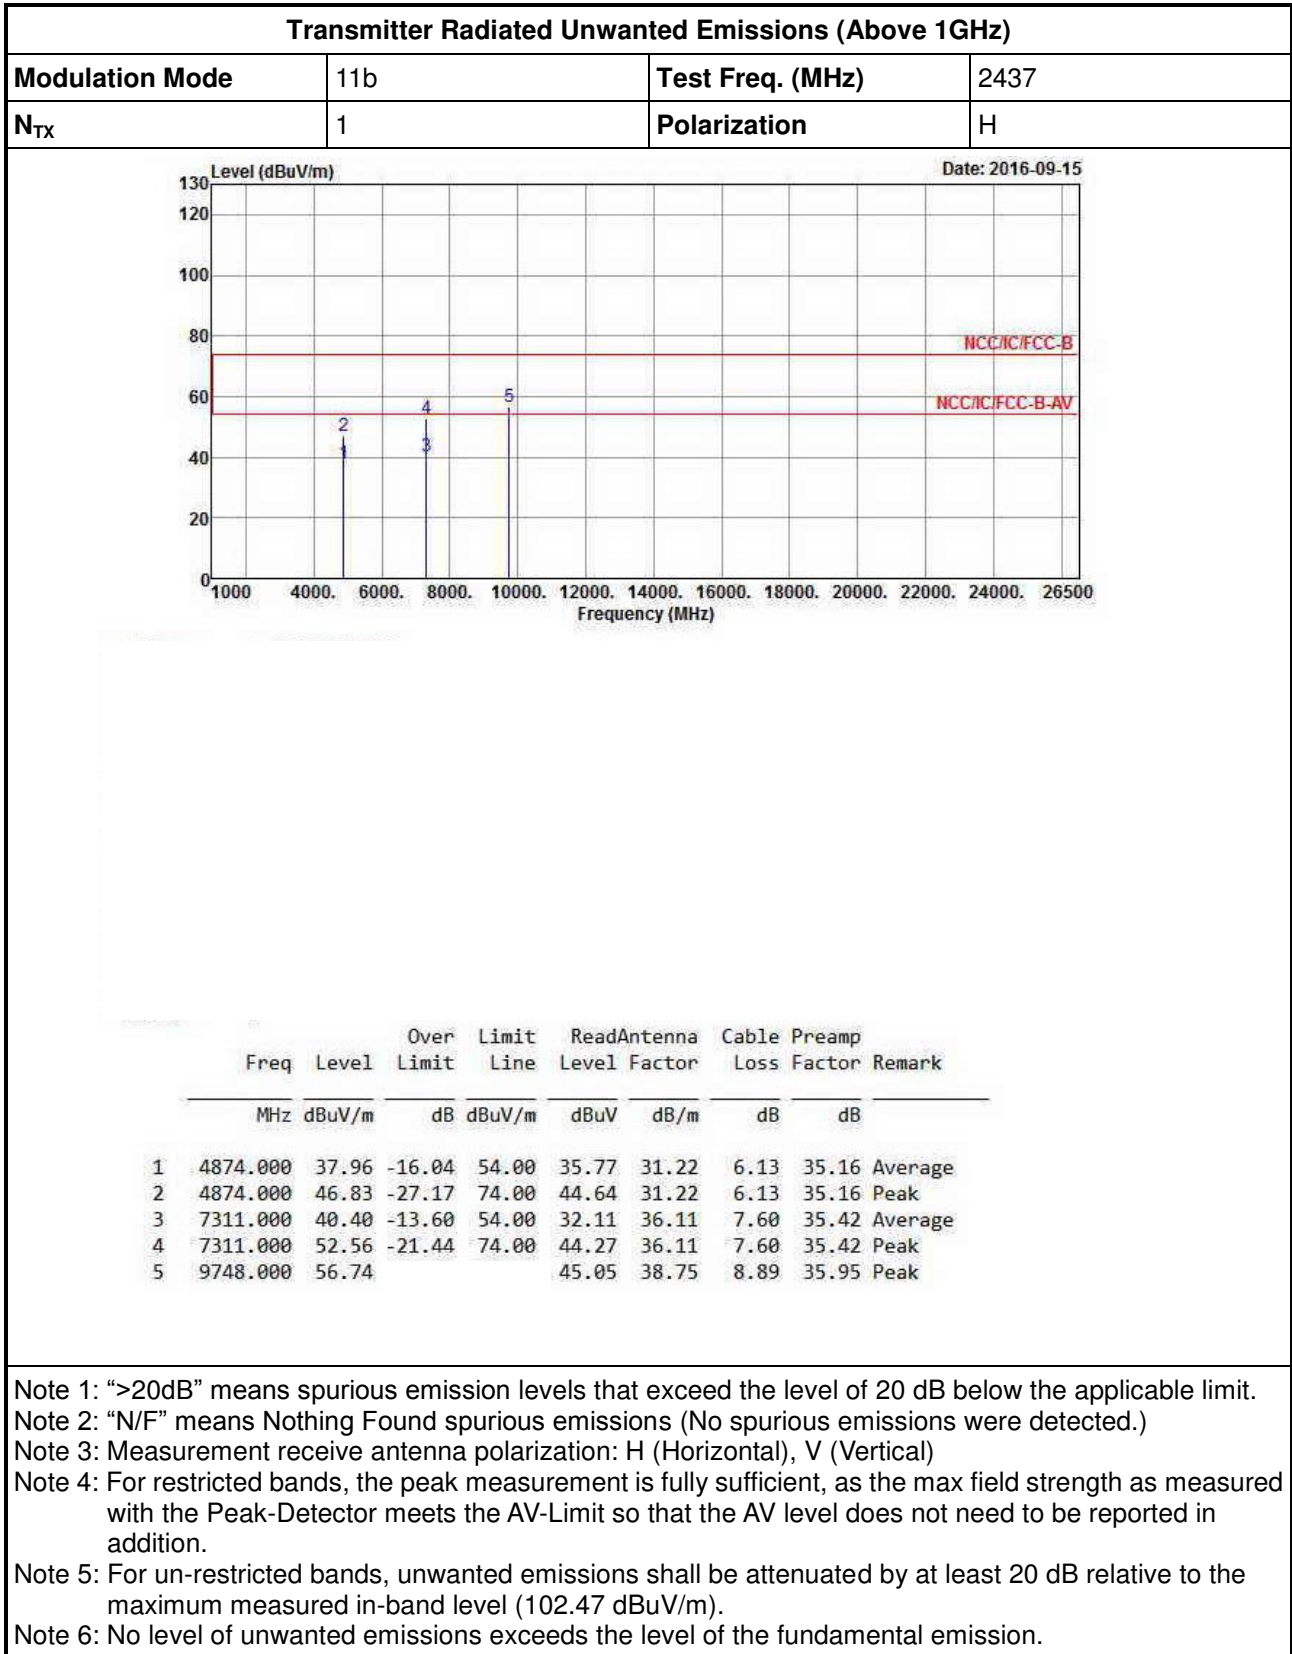 Transmitter Radiated Unwanted Emissions (Above 1GHz)
Modulation Mode 11b Test Freq. (MHz) 2437
NTX 1 Polarization H
Level (dBuV/m) Date: 2016-09-15
130
120
100
80
60
40
20
0
NCC/IC/FCC-B
NCC/IC/FCC-B-AV
5
4
2
3
1
1000 4000. 6000. 8000. 10000. 12000. 14000. 16000. 18000. 20000. 22000. 24000. 26500
Frequency (MHz)
Over Limit ReadAntenna Cable Preamp
Freq Level Limit Line Level Factor Loss Factor Remark
MHz dBuV/m dB dBuV/m dBuV dB/m dB dB
1 4874.000 37.96 -16.04 54.00 35.77 31.22 6.13 35.16 Average
2 4874.000 46.83 -27.17 74.00 44.64 31.22 6.13 35.16 Peak
3 7311.000 40.40 -13.60 54.00 32.11 36.11 7.60 35.42 Average
4 7311.000 52.56 -21.44 74.00 44.27 36.11 7.60 35.42 Peak
5 9748.000 56.74 45.05 38.75 8.89 35.95 Peak
Note 1: “>20dB” means spurious emission levels that exceed the level of 20 dB below the applicable limit.
Note 2: “N/F” means Nothing Found spurious emissions (No spurious emissions were detected.)
Note 3: Measurement receive antenna polarization: H (Horizontal), V (Vertical)
Note 4: For restricted bands, the peak measurement is fully sufficient, as the max field strength as measured
with the Peak-Detector meets the AV-Limit so that the AV level does not need to be reported in
addition.
Note 5: For un-restricted bands, unwanted emissions shall be attenuated by at least 20 dB relative to the
maximum measured in-band level (102.47 dBuV/m).
Note 6: No level of unwanted emissions exceeds the level of the fundamental emission.